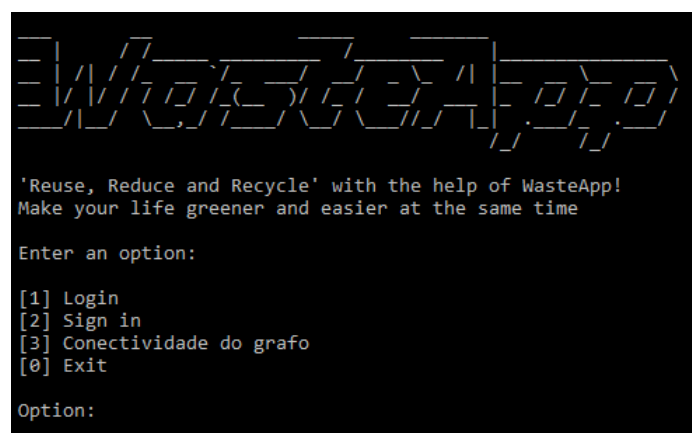 WasteApp
'Reuse, Reduce and Recycle' with the help of WasteApp!
Make your life greener and easier at the same time
Enter an option:
[1] Login
[2] Sign in
[3] Conectividade do grafo
[0] Exit
Option: